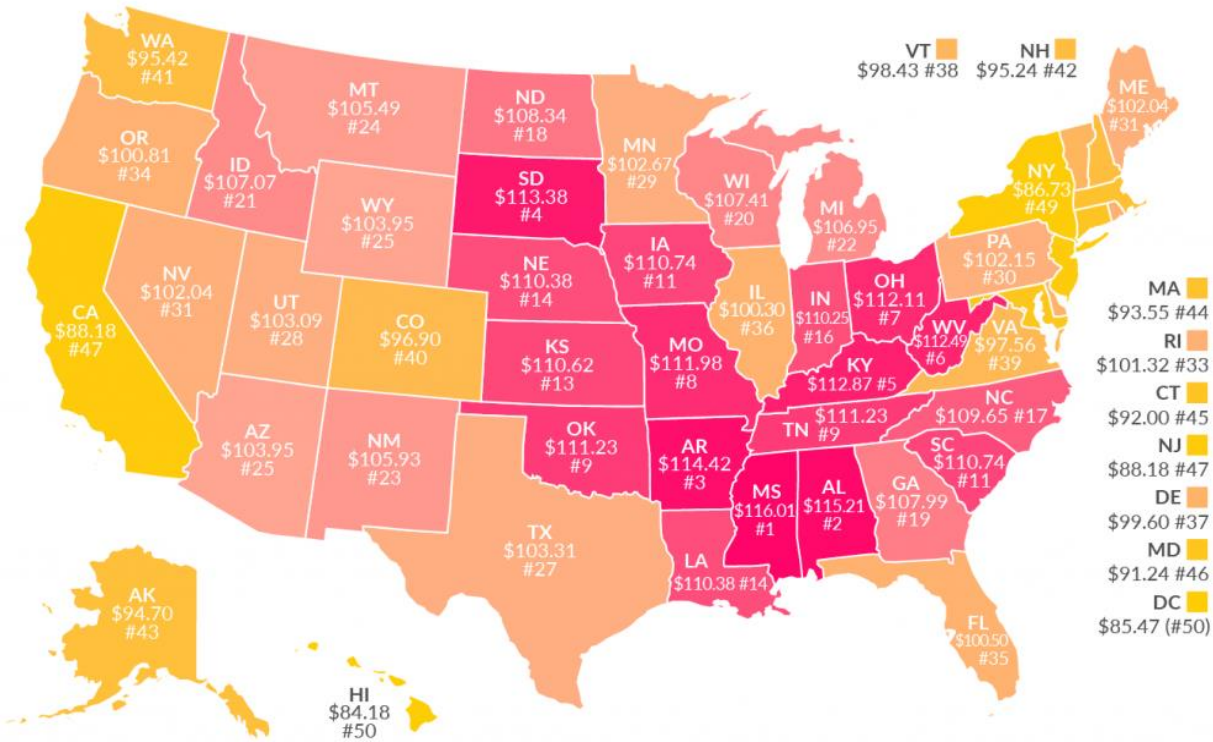 WA
$95.42
#41
VT
$98.43 #38
NH
$95.24 #42
MT
$105.49
#24
ND
$108.34
#18
ME
$102.04
#31
OR
$100.81
#34
ID
$107.07
#21
MN
$102.67
#29
SD
$113.38
#4
WI
$107.41
#20
NY
$86.73
#49
WY
$103.95
#25
MI
$106.95
#22
IA
$110.74
#11
PA
$102.15
#30
NE
$110.38
#14
NV
$102.04
#31
UT
$103.09
#28
IL
$100.30
#36
IN
$110.25
#16
OH
$112.11
#7
CA
$88.18
#47
CO
$96.90
#40
WV
$112.49
#6
VA
$97.56
#39
MA
$93.55 #44
KS
$110.62
#13
MO
$111.98
#8
KY
$112.87 #5
RI
$101.32 #33
CT
$92.00 #45
NC
$109.65 #17
TN
$111.23
#9
AZ
$103.95
#25
NM
$105.93
#23
OK
$111.23
#9
AR
$114.42
#3
SC
$110.74
#11
NJ
$88.18 #47
MS
$116.01
#1
AL
$115.21
#2
GA
$107.99
#19
DE
$99.60 #37
TX
$103.31
#27
LA
$110.38 #14
MD
$91.24 #46
DC
$85.47 (#50)
AK
$94.70
#43
FL
$100.50
#35
HI
$84.18
#50